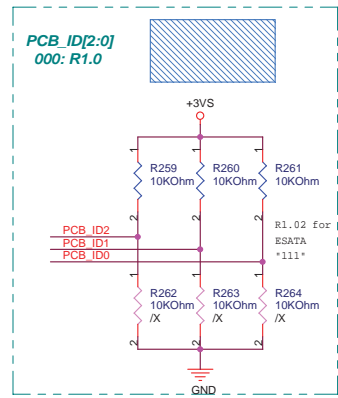 PCB_ID[2:0]
000: R1.0
+3VS
1
1
1
R259
10KOhm
R260
10KOhm
R261
10KOhm
2
2
2
R1.02 for
ESATA
"111"
PCB_ID2
PCB_ID1
PCB_ID0
1
1
1
R262
10KOhm
/X
R263
10KOhm
/X
R264
10KOhm
/X
2
2
2
GND